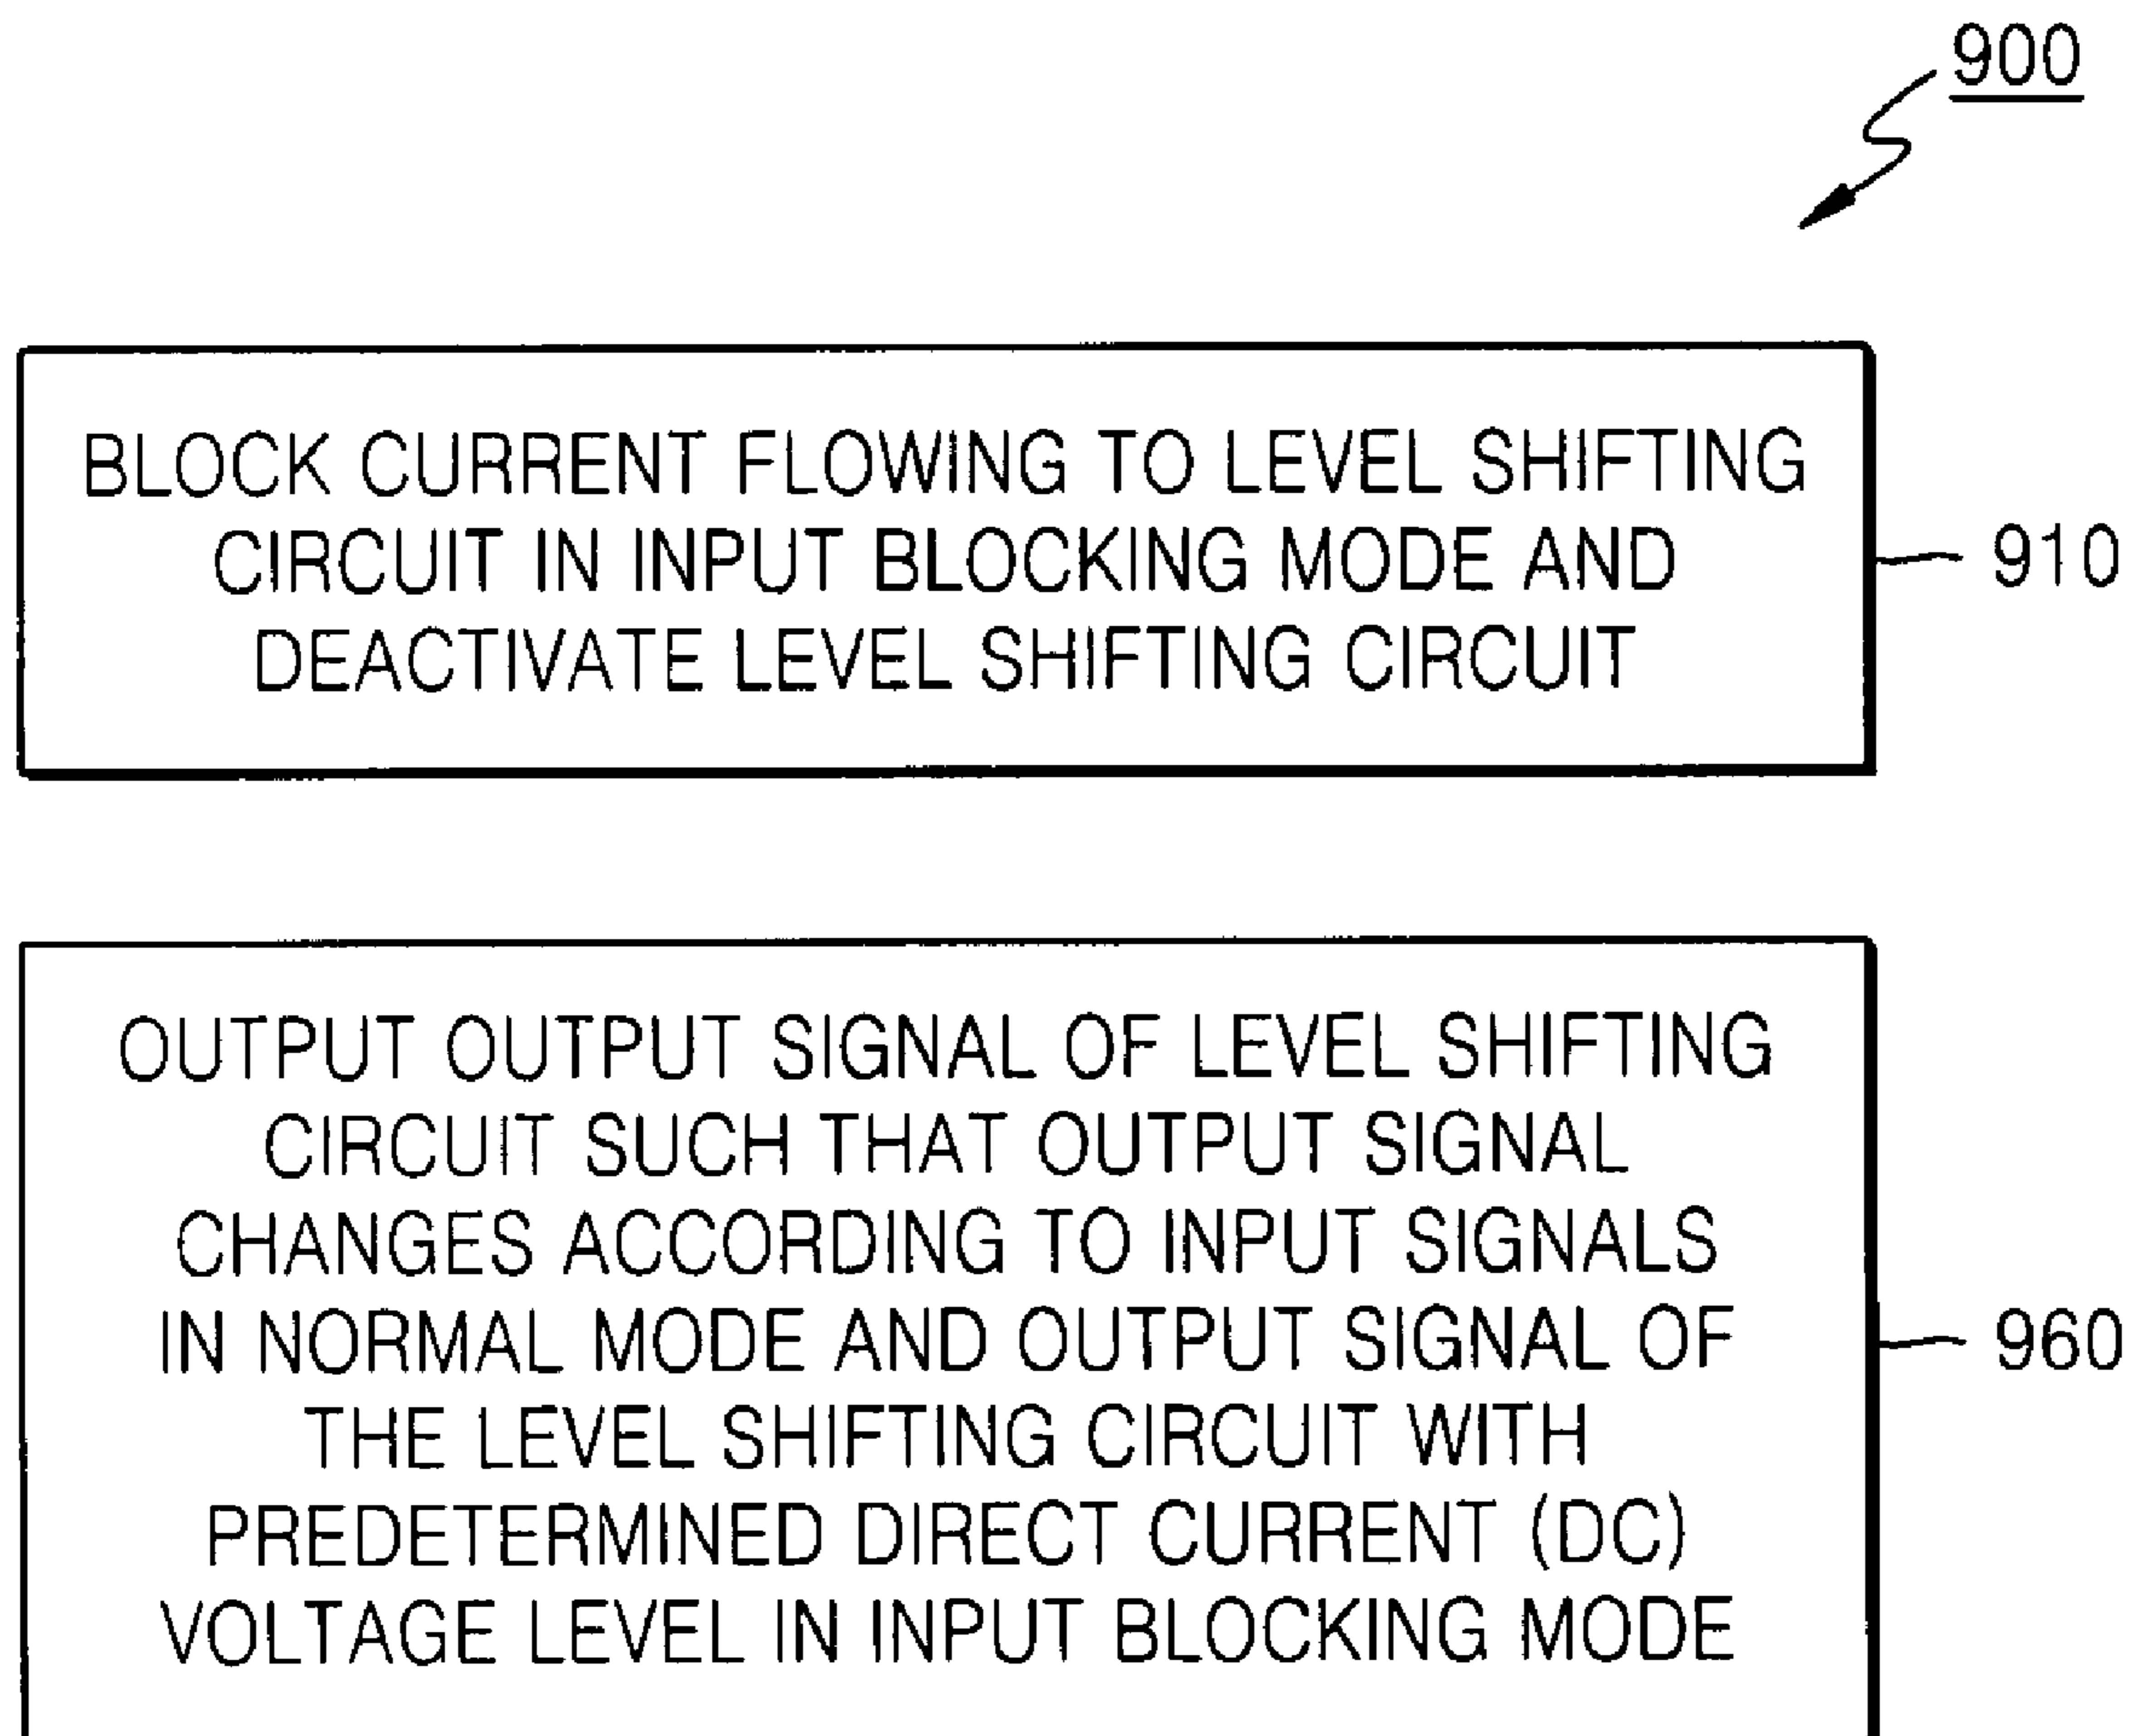 900
BLOCK CURRENT FLOWING TO LEVEL SHIFTING
CIRCUIT IN INPUT BLOCKING MODE AND
DEACTIVATE LEVEL SHIFTING CIRCUIT
910
OUTPUT OUTPUT SIGNAL OF LEVEL SHIFTING
CIRCUIT SUCH THAT OUTPUT SIGNAL
CHANGES ACCORDING TO INPUT SIGNALS
IN NORMAL MODE AND OUTPUT SIGNAL OF
THE LEVEL SHIFTING CIRCUIT WITH
PREDETERMINED DIRECT CURRENT (DC)
VOLTAGE LEVEL IN INPUT BLOCKING MODE
960